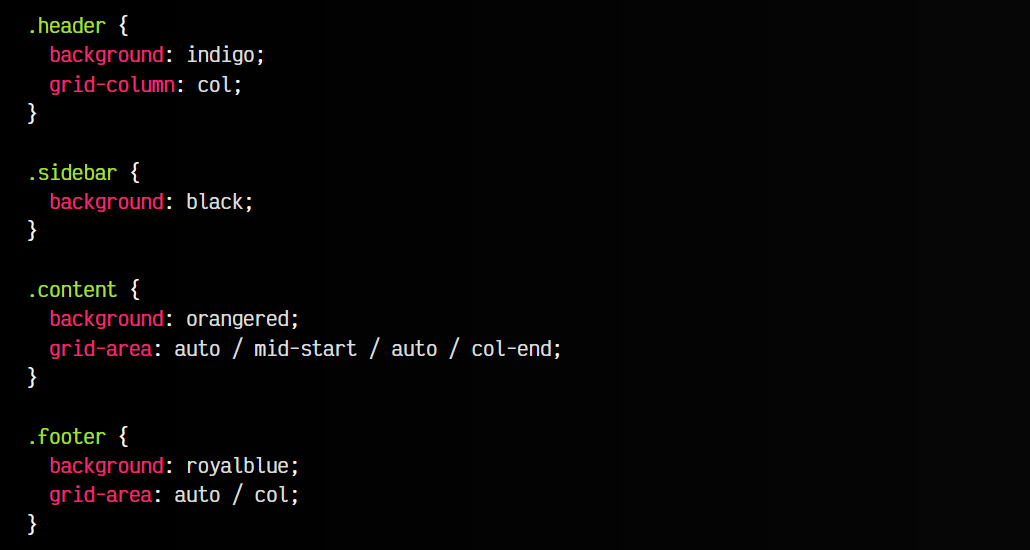 .header {
  background: indigo;
  grid-column: col;
}

.sidebar {
  background: black;
}

.content {
  background: orangered;
  grid-area: auto / mid-start / auto / col-end;
}

.footer {
  background: royalblue;
  grid-area: auto / col;
}